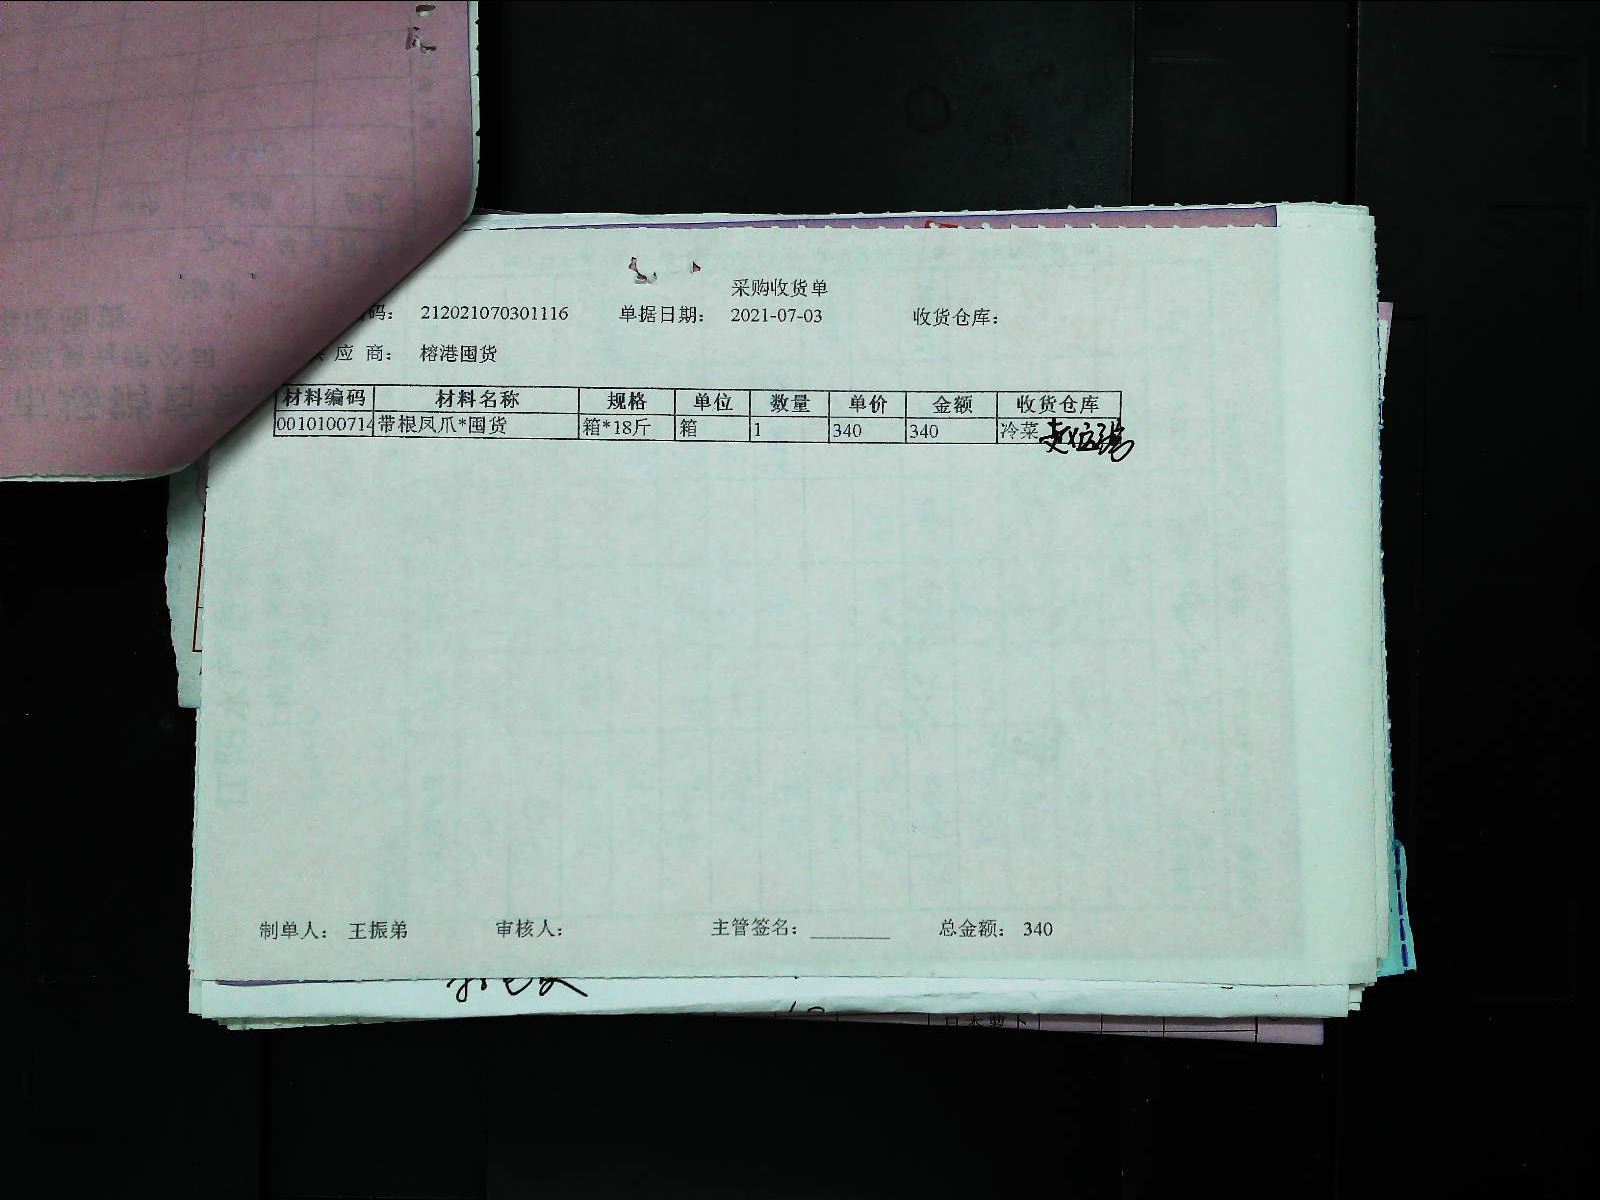 采购收货单
码： 212021070301116 单据日期： 2021-07-03 收货仓库：
应 商： 榕港囤货
材料编码 材料名称 规格 单位 数量 单价 金额 收货仓库
0010100714 带根凤爪*囤货 箱*18斤 箱 1 340 340 冷菜
制单人： 王振弟 审核人： 主管签名： ________ 总金额： 340